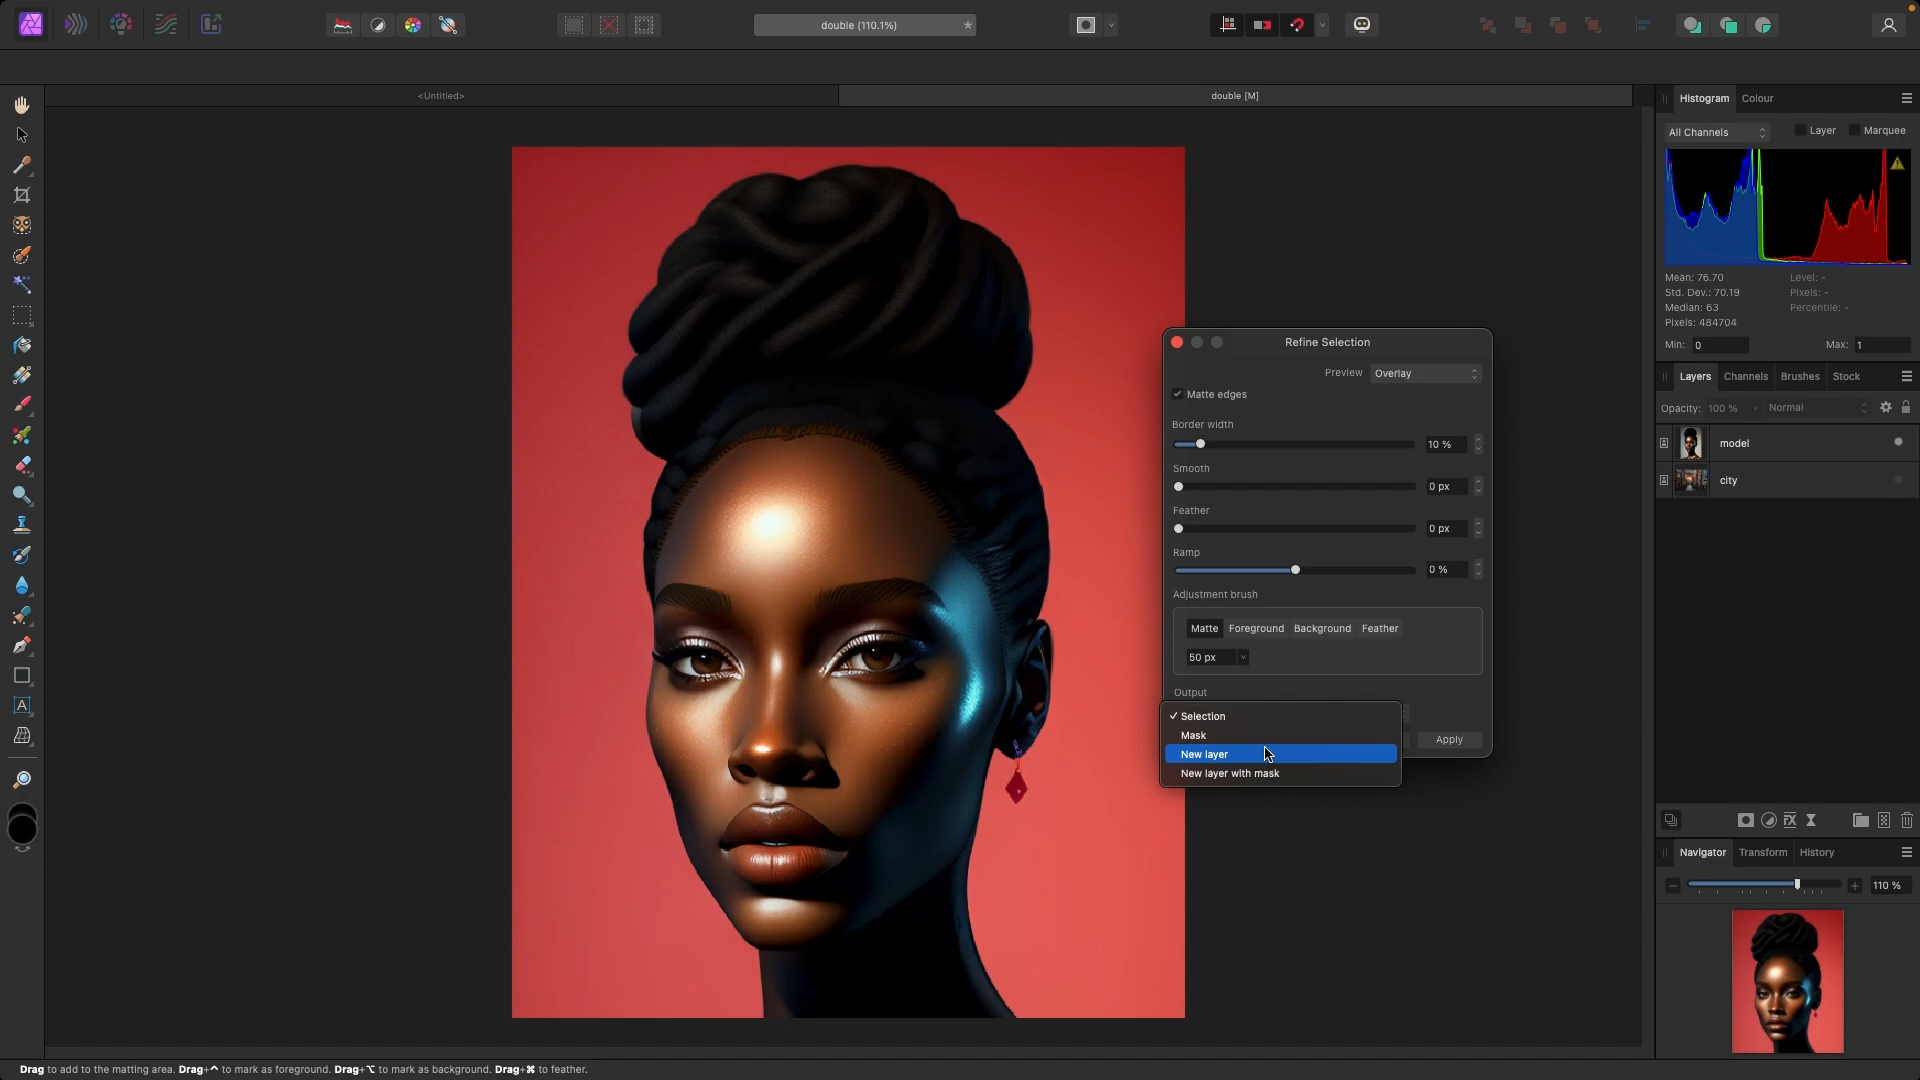 double (110.1%)
*
<Untitled>
double [M]
Histogram
Colour
All Channels
Layer
Marquee
Mean: 76.70
Level: -
Std. Dev.: 70.19
Pixels: -
Median: 63
Percentile: -
Pixels: 484704
Min: 0
Max: 1
Layers
Channels
Brushes
Stock
Opacity: 100 %
Normal
model
city
Refine Selection
Preview
Overlay
Matte edges
Border width
10 %
Smooth
0 px
Feather
0 px
Ramp
0 %
Adjustment brush
Matte
Foreground
Background
Feather
50 px
Output
✓ Selection
Mask
New layer
New layer with mask
Apply
Navigator
Transform
History
110 %
Drag to add to the matting area. Drag+⌃ to mark as foreground. Drag+⌥ to mark as background. Drag+⌘ to feather.